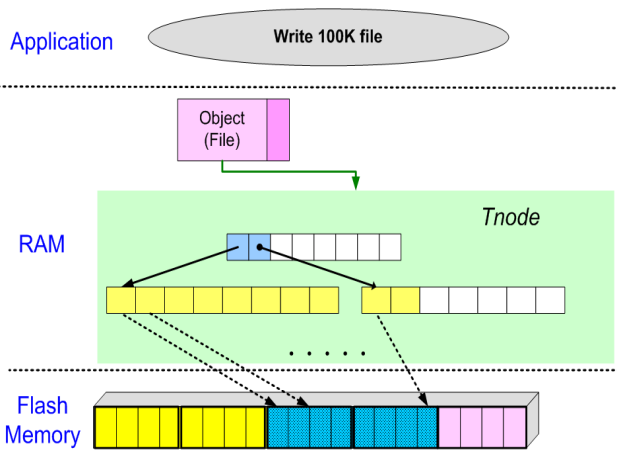 Application
Write 100K file
Object
(File)
Tnode
RAM
. . . . .
Flash
Memory